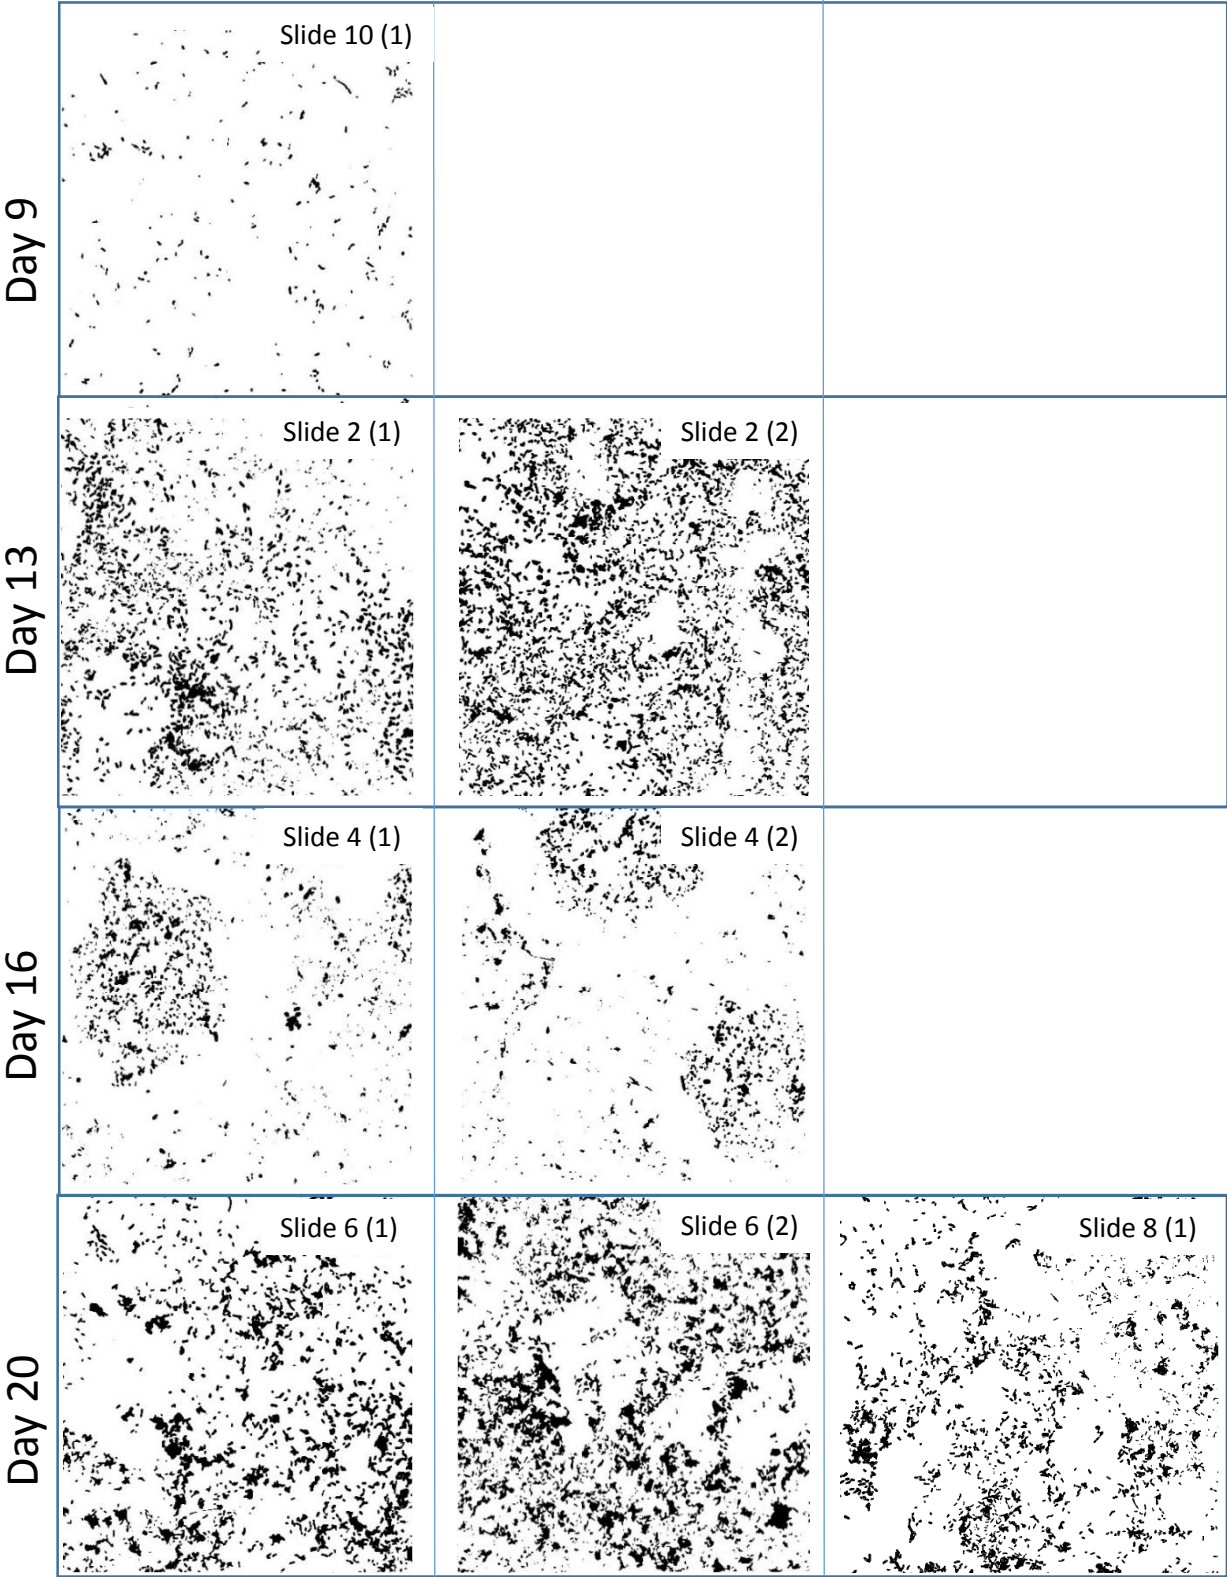 Day 9
Slide 10 (1)
Day 13
Slide 2 (1)
Slide 2 (2)
Day 16
Slide 4 (1)
Slide 4 (2)
Day 20
Slide 6 (1)
Slide 6 (2)
Slide 8 (1)